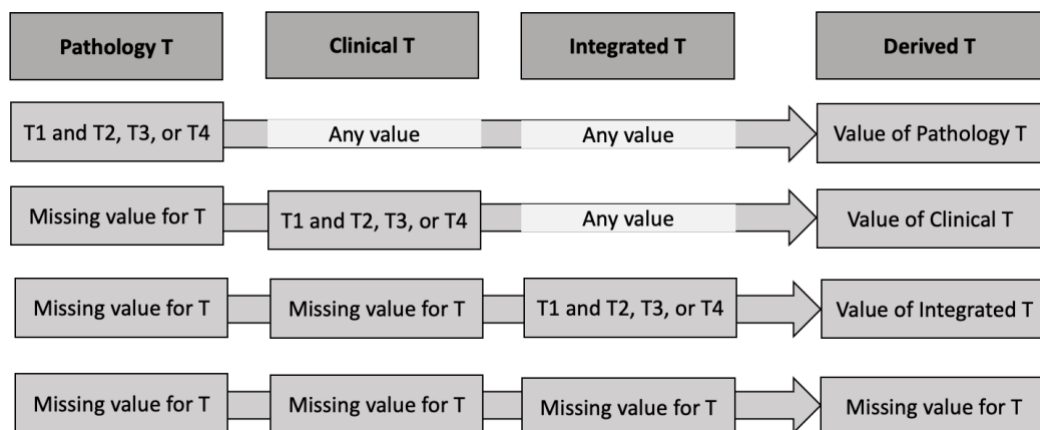 Pathology T
Clinical T
Integrated T
Derived T
T1 and T2, T3, or T4
Any value
Any value
Value of Pathology T
Missing value for T
T1 and T2, T3, or T4
Any value
Value of Clinical T
Missing value for T
Missing value for T
T1 and T2, T3, or T4
Value of Integrated T
Missing value for T
Missing value for T
Missing value for T
Missing value for T